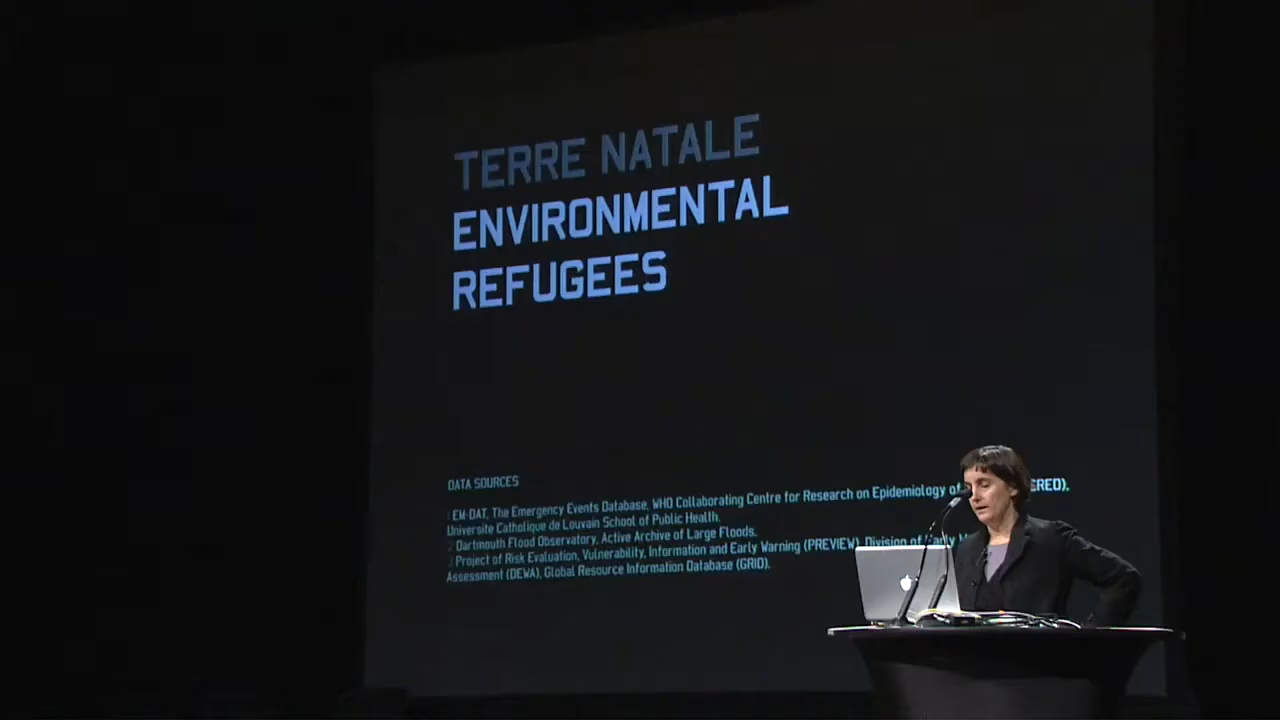 TERRE NATALE
ENVIRONMENTAL
REFUGEES
DATA SOURCES
EM-DAT, The Emergency Events Database, WHO Collaborating Centre for Research on Epidemiology of
Université Catholique de Louvain School of Public Health.
Dartmouth Flood Observatory, Active Archive of Large Floods.
Project of Risk Evaluation, Vulnerability, Information and Early Warning (PREVIEW), Division of Early
Assessment (DEWA), Global Resource Information Database (GRID).